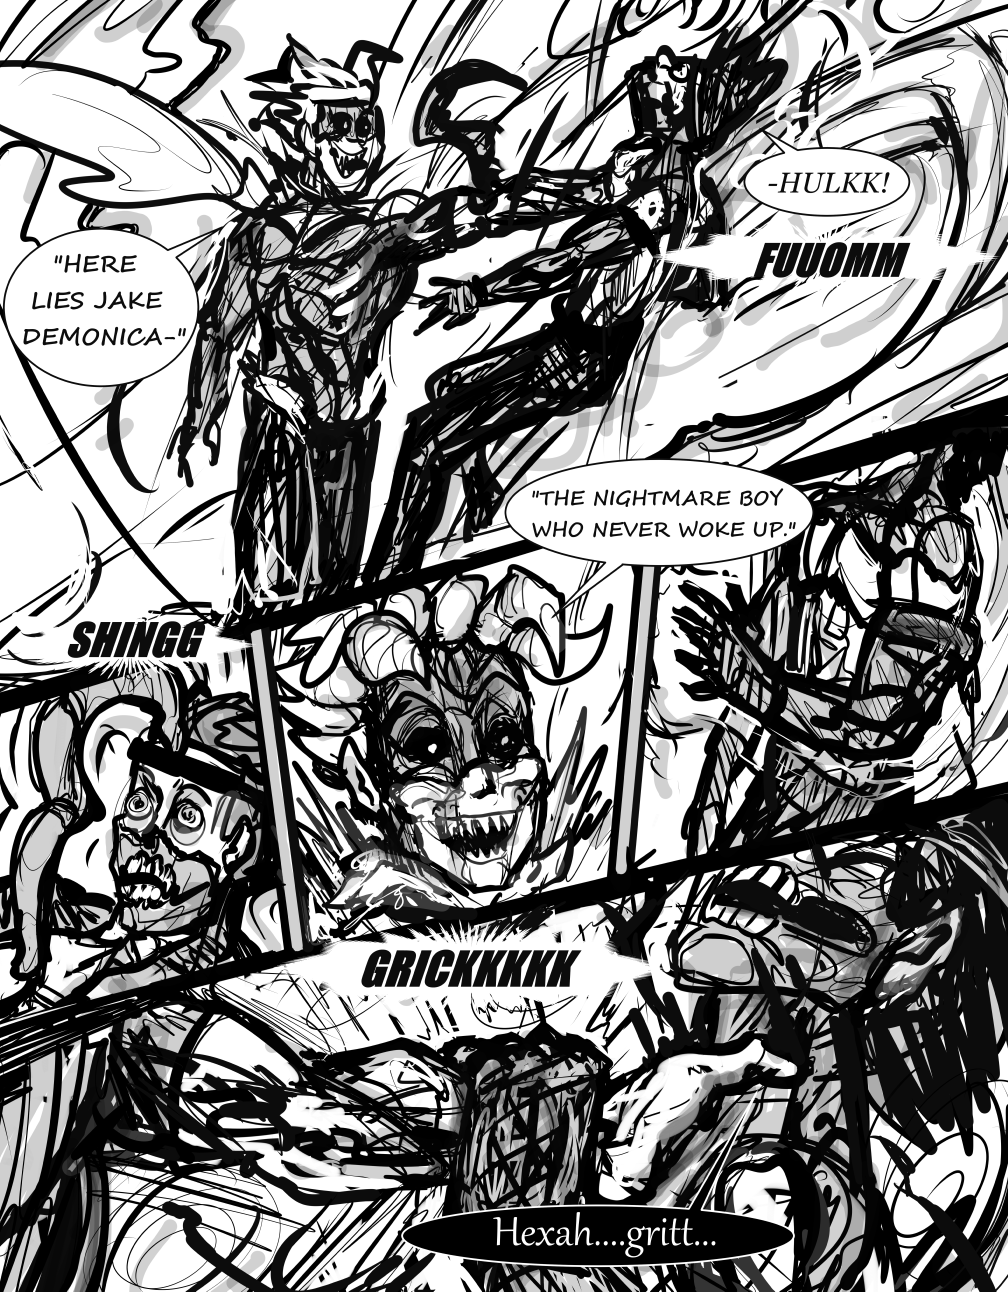 -HULKK!
FUUOMM
"HERE
LIES JAKE
DEMONICA-"
"THE NIGHTMARE BOY
WHO NEVER WOKE UP."
SHINGG
GRICKKKKK
Hexah....gritt...